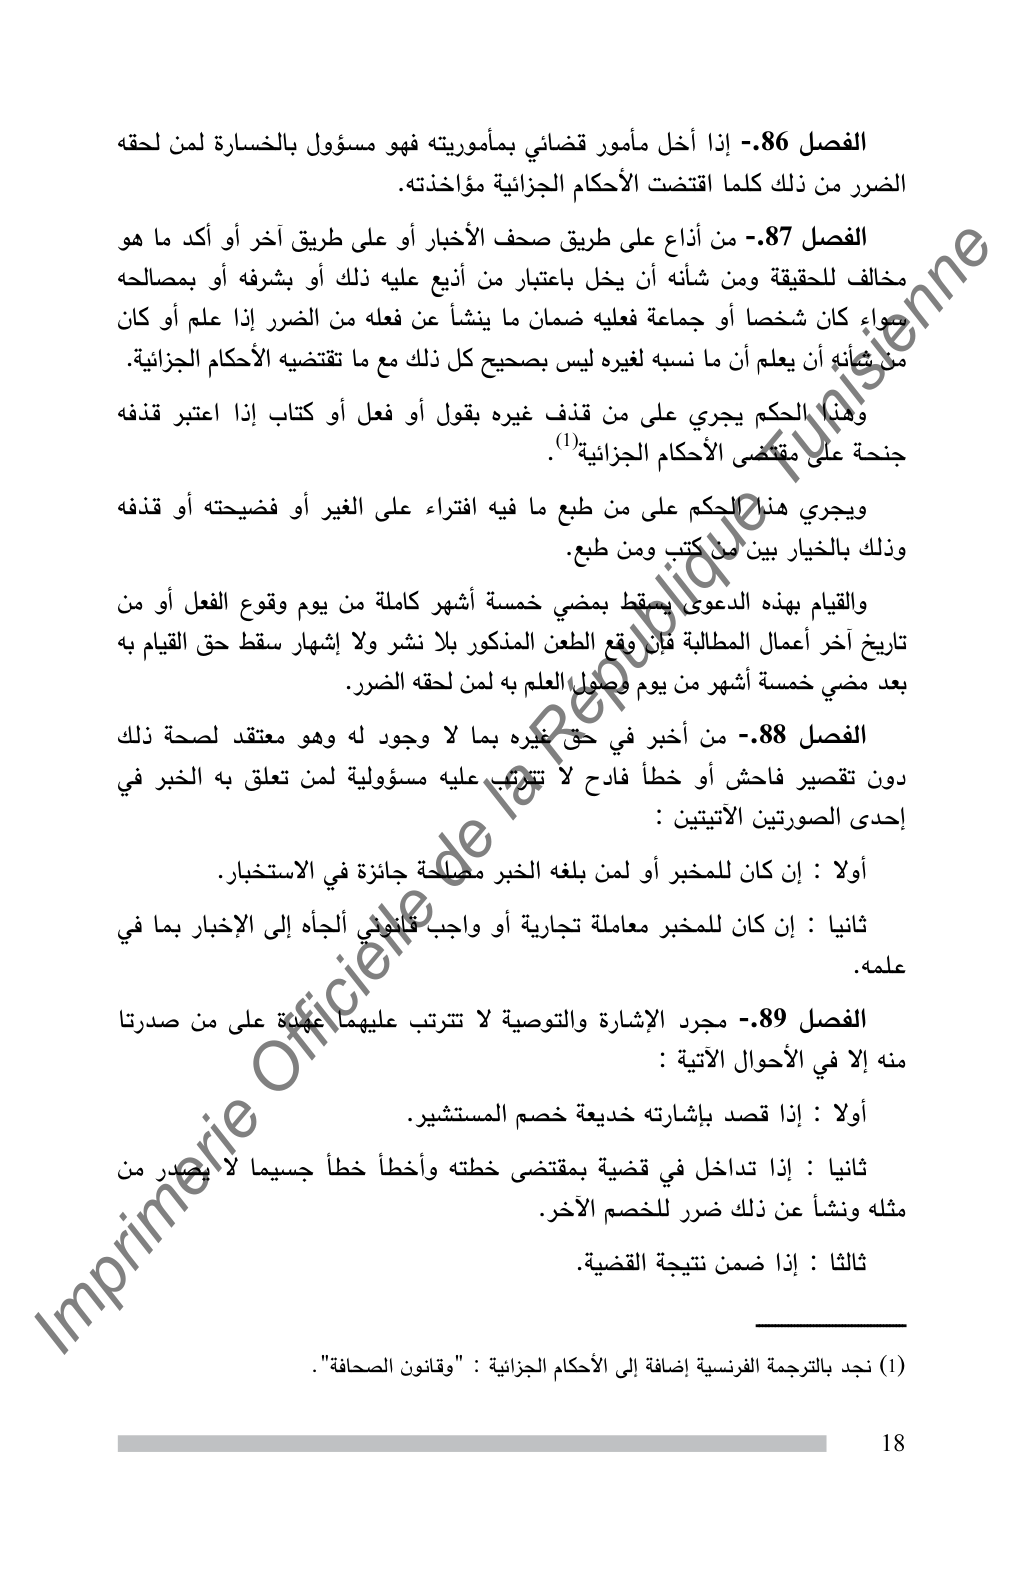 الفصل 86.- إذا أخل مأمور قضائي بمأموريته فهو مسؤول بالخسارة لمن لحقه
الضرر من ذلك كلما اقتضت الأحكام الجزائية مؤاخذته.
الفصل 87.- من أذاع على طريق صحف الأخبار أو على طريق آخر أو أكد ما هو
مخالف للحقيقة ومن شأنه أن يخل باعتبار من أذيع عليه ذلك أو بشرفه أو بمصالحه
سواء كان شخصا أو جماعة فعليه ضمان ما ينشأ عن فعله من الضرر إذا علم أو كان
من شأنه أن يعلم أن ما نسبه لغيره ليس بصحيح كل ذلك مع ما تقتضيه الأحكام الجزائية.
وهذا الحكم يجري على من قذف غيره بقول أو فعل أو كتاب إذا اعتبر قذفه
جنحة على مقتضى الأحكام الجزائية(1).
ويجري هذا الحكم على من طبع ما فيه افتراء على الغير أو فضيحته أو قذفه
وذلك بالخيار بين من كتب ومن طبع.
والقيام بهذه الدعوى يسقط بمضي خمسة أشهر كاملة من يوم وقوع الفعل أو من
تاريخ آخر أعمال المطالبة فإن وقع الطعن المذكور بلا نشر ولا إشهار سقط حق القيام به
بعد مضي خمسة أشهر من يوم وصول العلم به لمن لحقه الضرر.
الفصل 88.- من أخبر في حق غيره بما لا وجود له وهو معتقد لصحة ذلك
دون تقصير فاحش أو خطأ فادح لا تترتب عليه مسؤولية لمن تعلق به الخبر في
إحدى الصورتين الآتيتين :
أولا : إن كان للمخبر أو لمن بلغه الخبر مصلحة جائزة في الاستخبار.
ثانيا : إن كان للمخبر معاملة تجارية أو واجب قانوني ألجأه إلى الإخبار بما في
علمه.
الفصل 89.- مجرد الإشارة والتوصية لا تترتب عليهما عهدة على من صدرتا
منه إلا في الأحوال الآتية :
أولا : إذا قصد بإشارته خديعة خصم المستشير.
ثانيا : إذا تداخل في قضية بمقتضى خطته وأخطأ خطأ جسيما لا يصدر من
مثله ونشأ عن ذلك ضرر للخصم الآخر.
ثالثا : إذا ضمن نتيجة القضية.
(1) نجد بالترجمة الفرنسية إضافة إلى الأحكام الجزائية : "وقانون الصحافة".
18
Imprimerie Officielle de la République Tunisienne